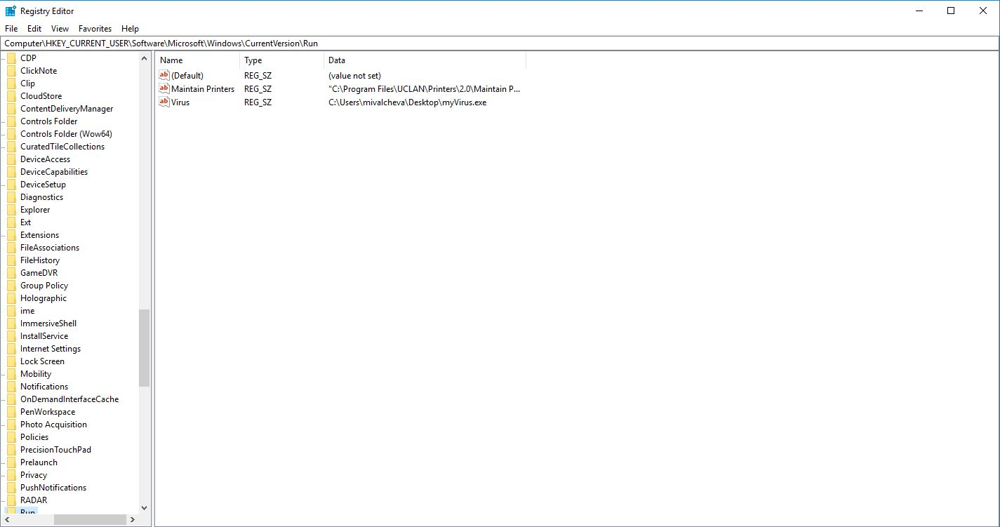 Registry Editor
File Edit View Favorites Help
Computer\HKEY_CURRENT_USER\Software\Microsoft\Windows\CurrentVersion\Run
CDP
ClickNote
Clip
CloudStore
ContentDeliveryManager
Controls Folder
Controls Folder (Wow64)
CuratedTileCollections
DeviceAccess
DeviceCapabilities
DeviceSetup
Diagnostics
Explorer
Ext
Extensions
FileAssociations
FileHistory
GameDVR
Group Policy
Holographic
ime
ImmersiveShell
InstallService
Internet Settings
Lock Screen
Mobility
Notifications
OnDemandInterfaceCache
PenWorkspace
Photo Acquisition
Policies
PrecisionTouchPad
Prelaunch
Privacy
PushNotifications
RADAR
Run
Name Type Data
ab (Default) REG_SZ (value not set)
ab Maintain Printers REG_SZ "C:\Program Files\UCLAN\Printers\2.0\Maintain P...
ab Virus REG_SZ C:\Users\mivalcheva\Desktop\myVirus.exe